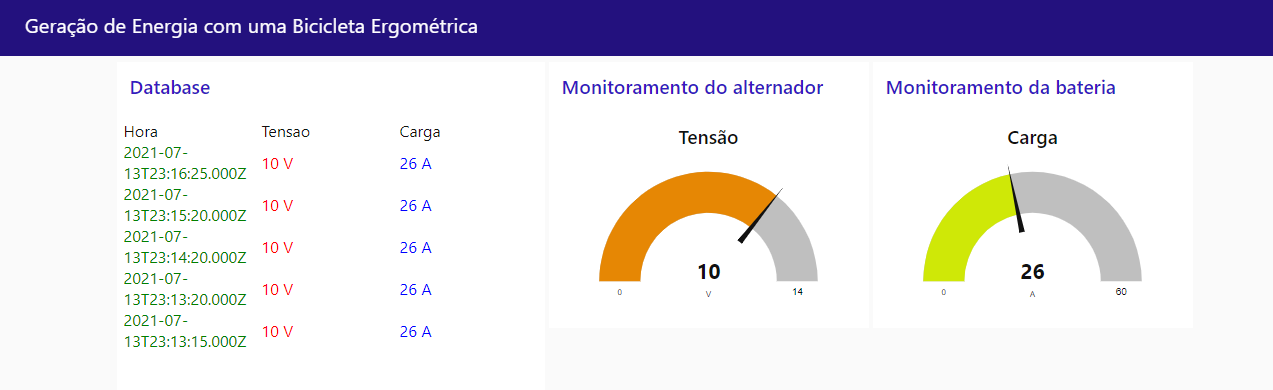 Geração de Energia com uma Bicicleta Ergométrica
Database
Hora Tensao Carga
2021-07-
13T23:16:25.000Z 10 V 26 A
2021-07-
13T23:15:20.000Z 10 V 26 A
2021-07-
13T23:14:20.000Z 10 V 26 A
2021-07-
13T23:13:20.000Z 10 V 26 A
2021-07-
13T23:13:15.000Z 10 V 26 A
Monitoramento do alternador
Tensão
10
0 V 14
Monitoramento da bateria
Carga
26
0 A 60